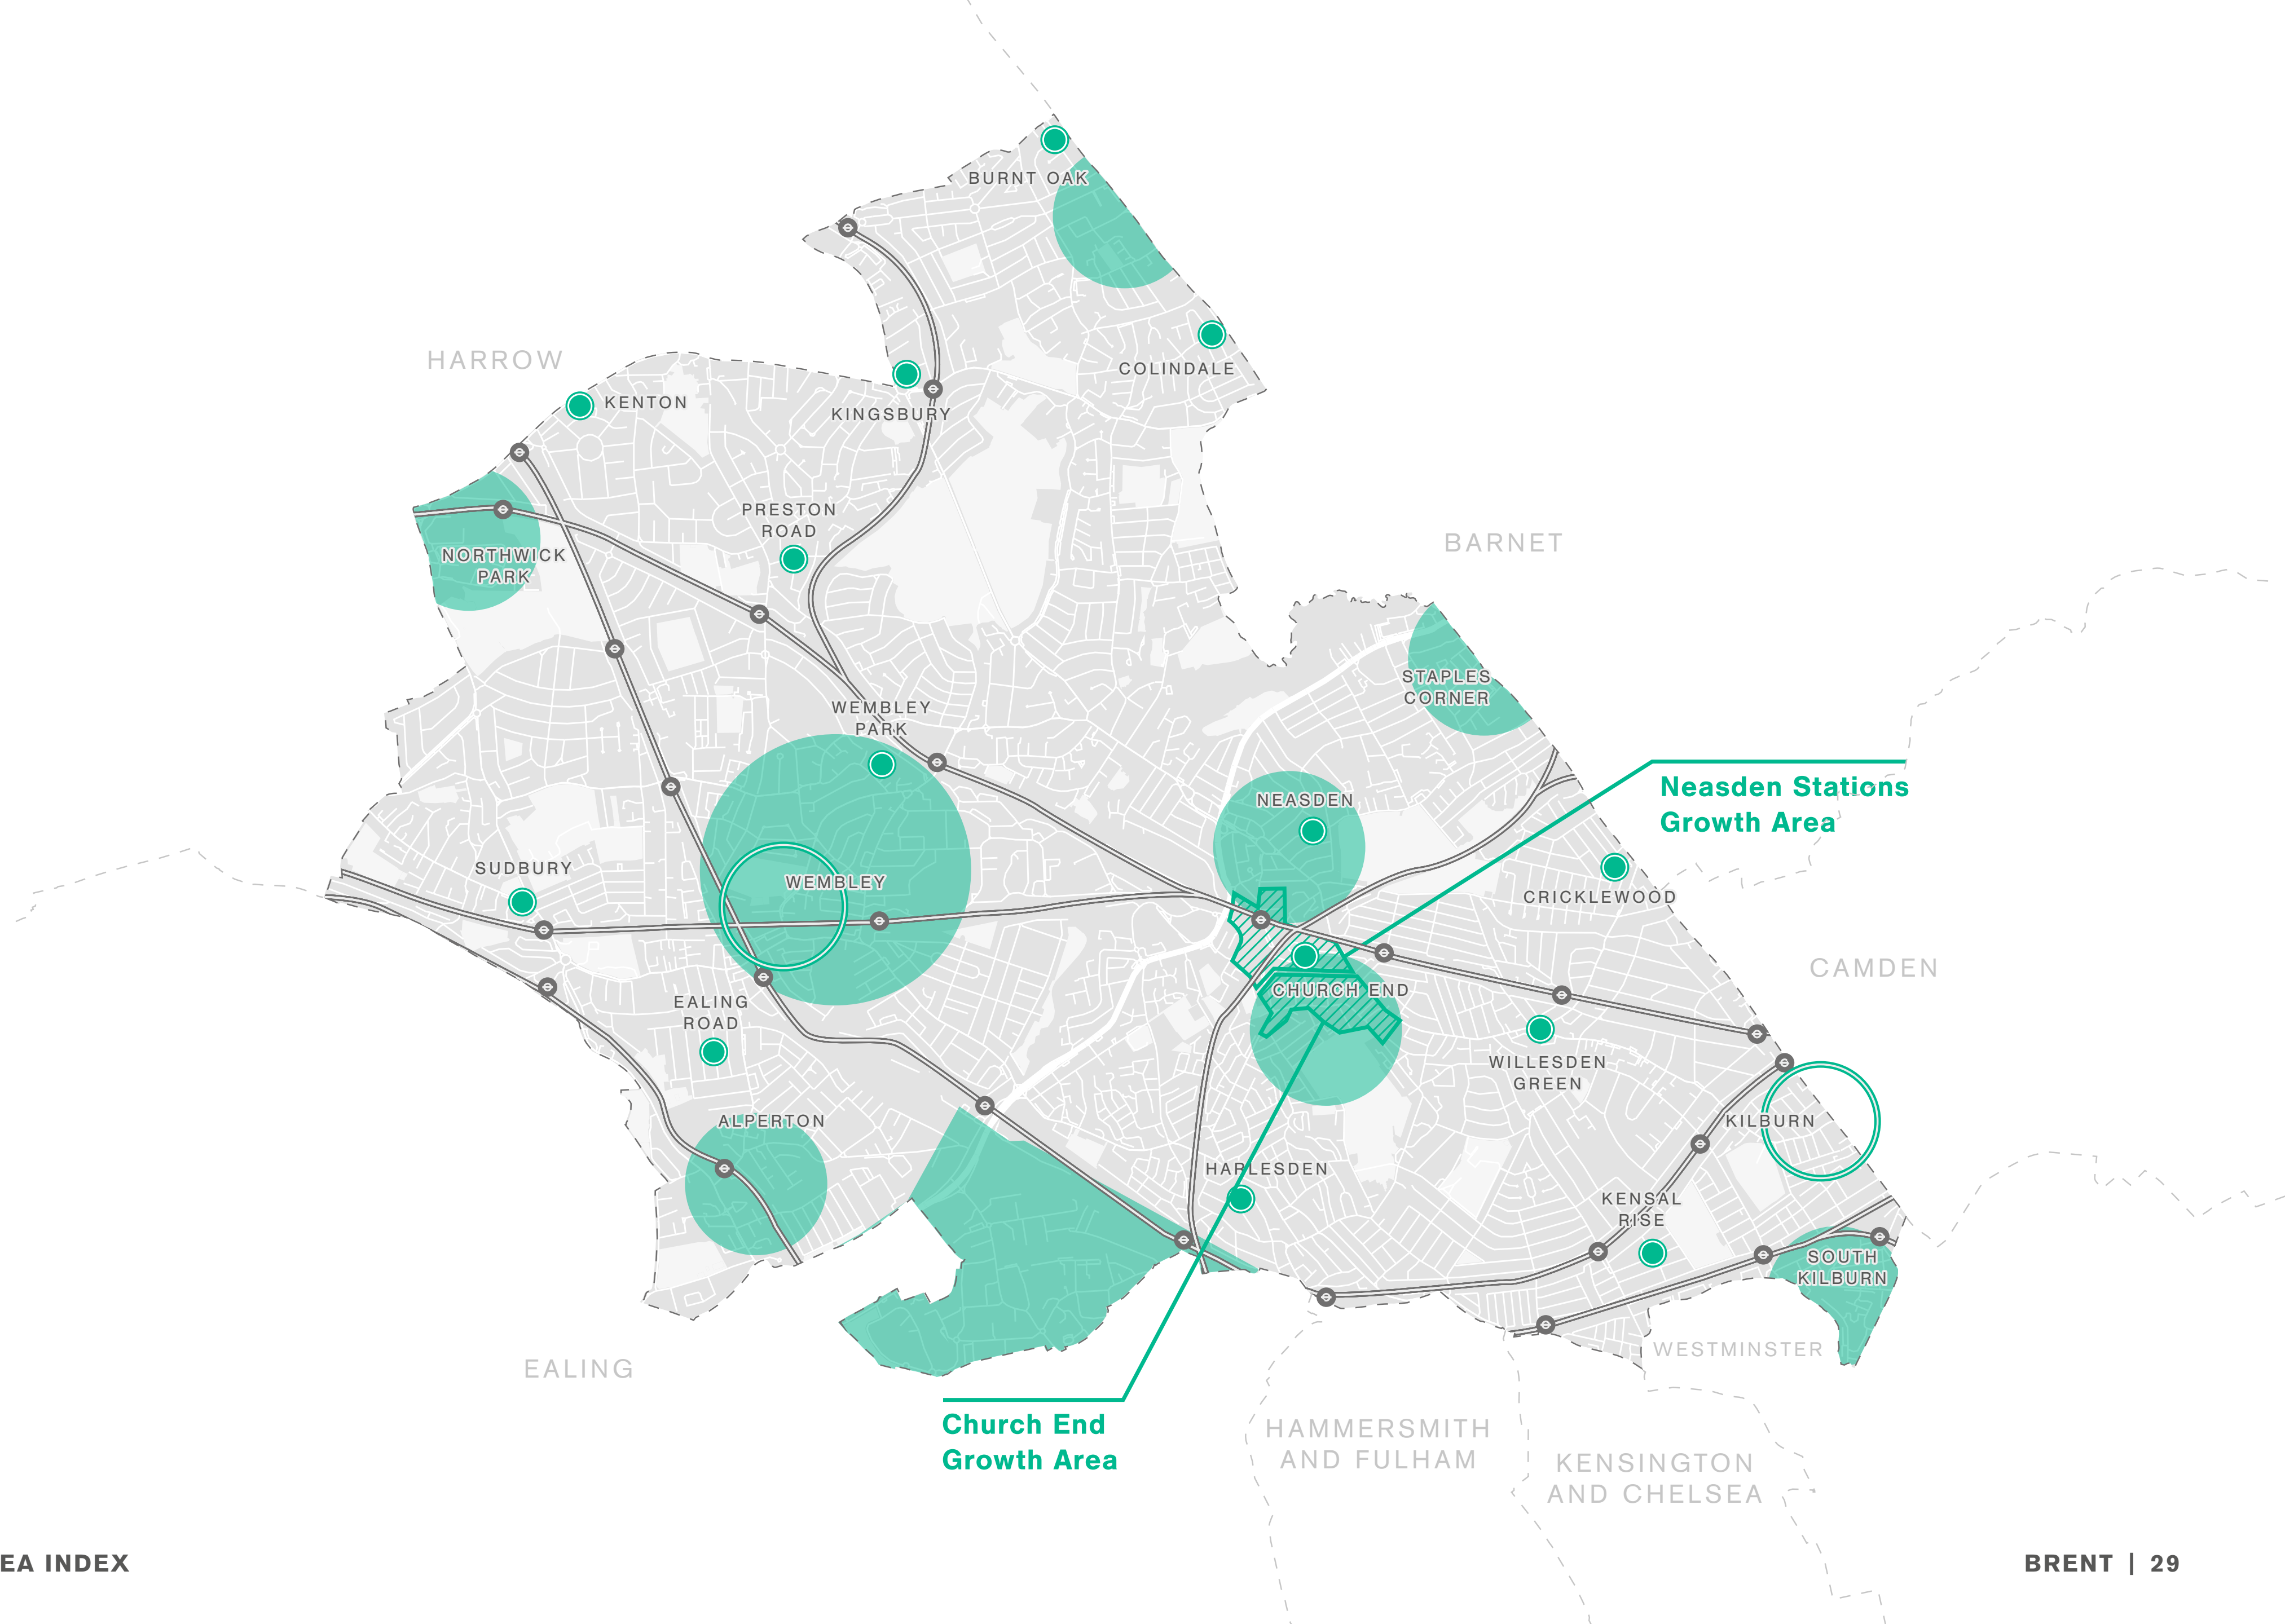 BURNT OAK
HARROW
COLINDALE
KENTON
KINGSBURY
PRESTON
ROAD
BARNET
NORTHWICK
PARK
STAPLES
CORNER
WEMBLEY
PARK
Neasden Stations
Growth Area
NEASDEN
SUDBURY
WEMBLEY
CRICKLEWOOD
CAMDEN
CHURCH END
EALING
ROAD
WILLESDEN
GREEN
ALPERTON
KILBURN
HARLESDEN
KENSAL
RISE
SOUTH
KILBURN
WESTMINSTER
EALING
Church End
Growth Area
HAMMERSMITH
AND FULHAM
KENSINGTON
AND CHELSEA
EA INDEX
BRENT | 29